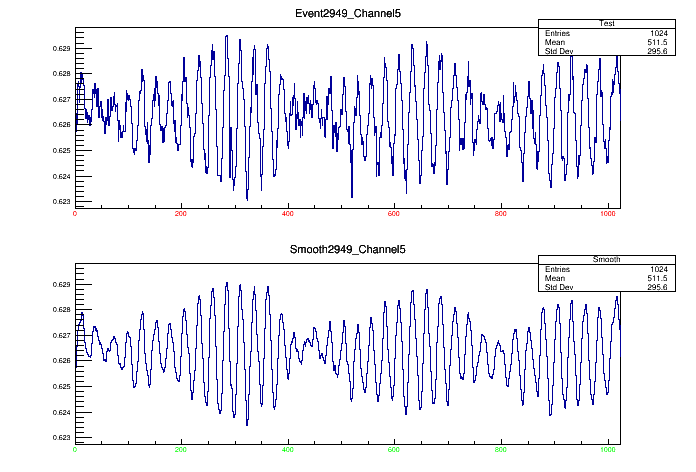 Event2949_Channel5
Test
Entries 1024
Mean 511.5
Std Dev 295.6
0.629
0.628
0.627
0.626
0.625
0.624
0.623
0 200 400 600 800 1000
Smooth2949_Channel5
Smooth
Entries 1024
Mean 511.5
Std Dev 295.6
0.629
0.628
0.627
0.626
0.625
0.624
0.623
0 200 400 600 800 1000